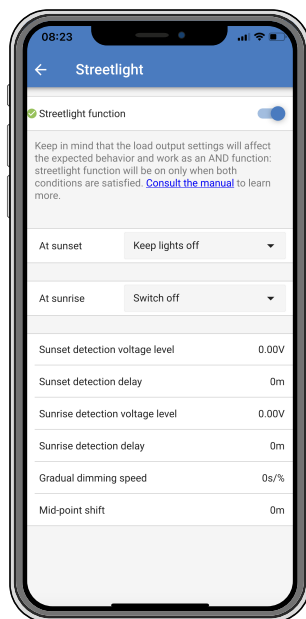 08:23
Streetlight
Streetlight function
Keep in mind that the load output settings will affect
the expected behavior and work as an AND function:
streetlight function will be on only when both
conditions are satisfied. Consult the manual to learn
more.
At sunset Keep lights off
At sunrise Switch off
Sunset detection voltage level 0.00V
Sunset detection delay 0m
Sunrise detection voltage level 0.00V
Sunrise detection delay 0m
Gradual dimming speed 0s/%
Mid-point shift 0m